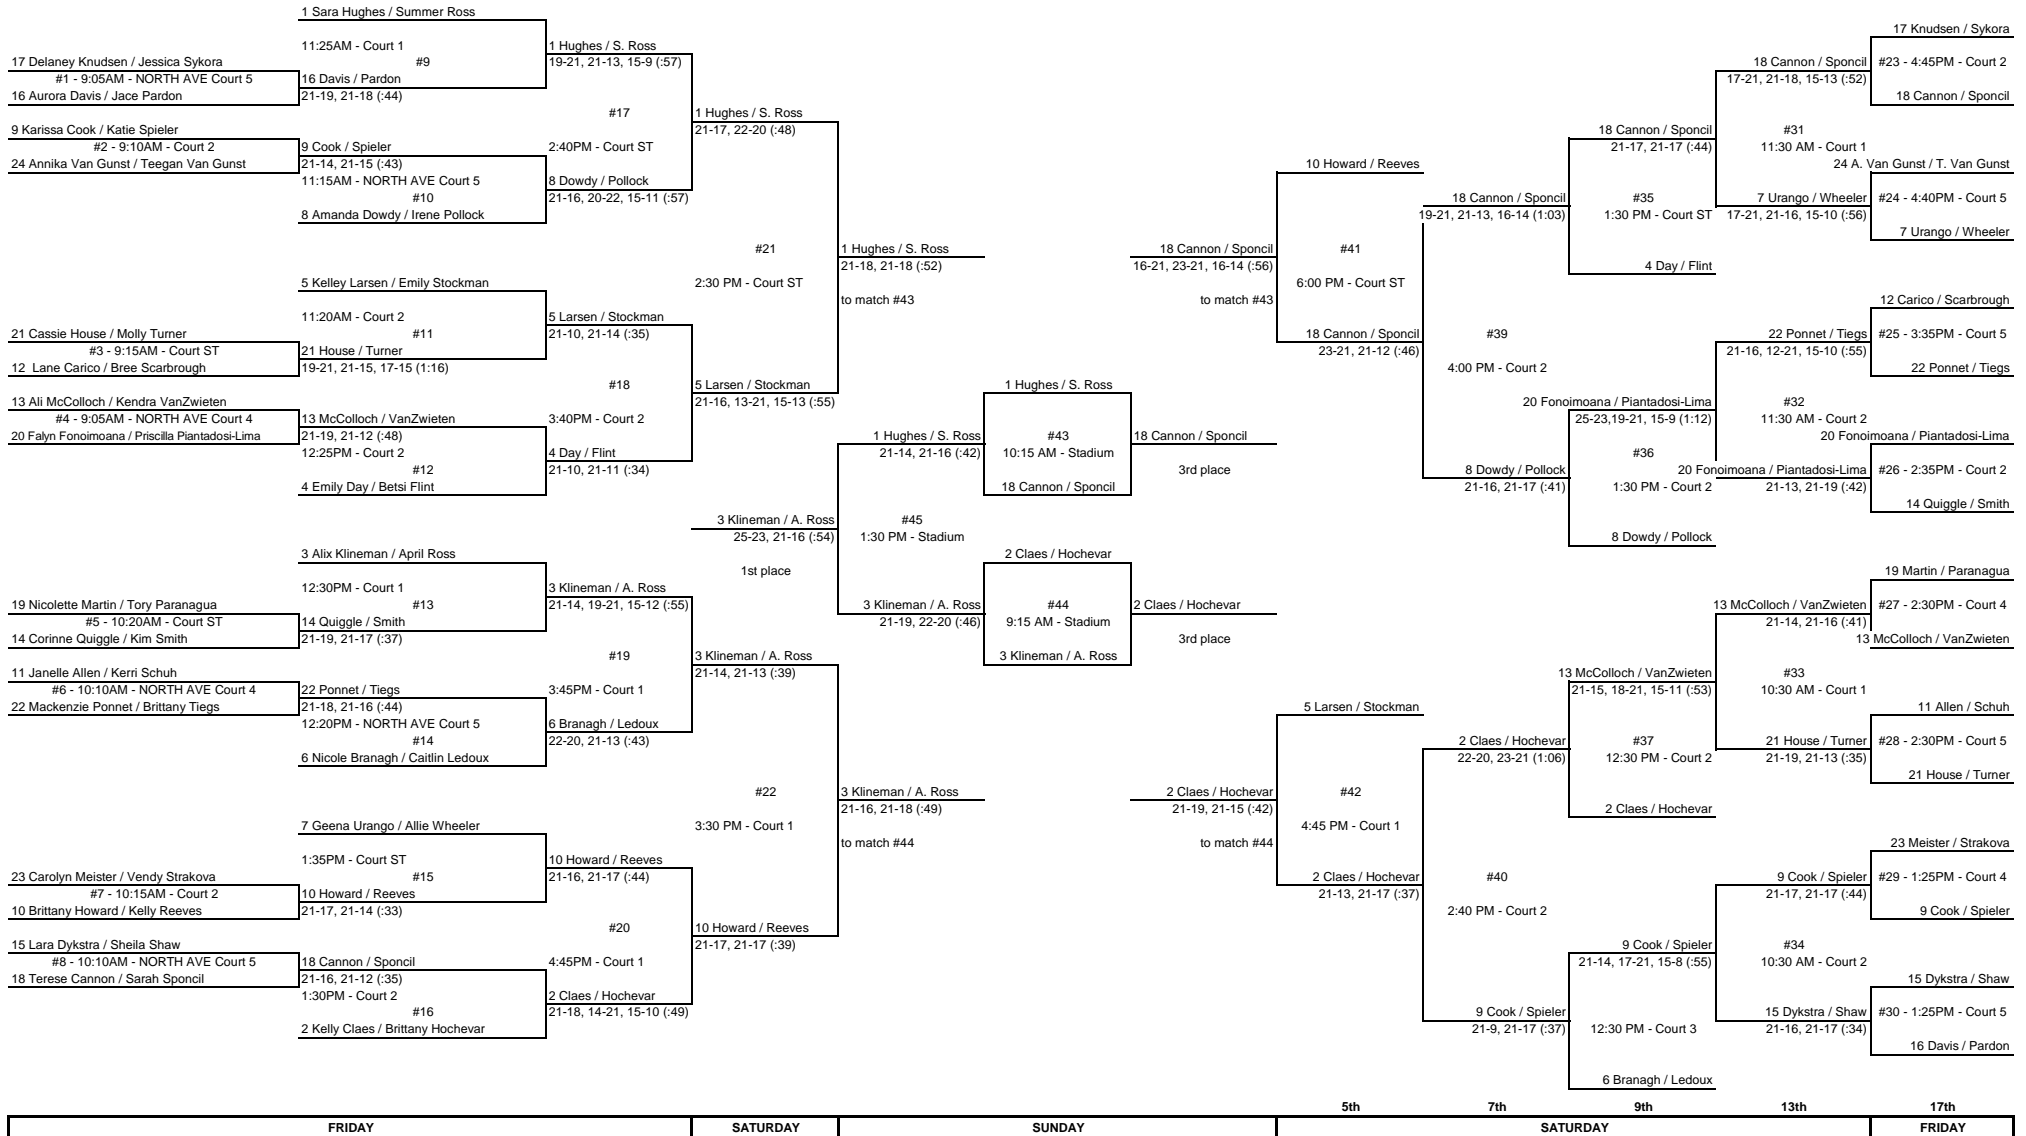 1 Sara Hughes / Summer Ross
11:25AM - Court 1
#9
17 Delaney Knudsen / Jessica Sykora
#1 - 9:05AM - NORTH AVE Court 5
16 Aurora Davis / Jace Pardon
16 Davis / Pardon
21-19, 21-18 (:44)
1 Hughes / S. Ross
19-21, 21-13, 15-9 (:57)
#17
2:40PM - Court ST
9 Karissa Cook / Katie Spieler
#2 - 9:10AM - Court 2
24 Annika Van Gunst / Teegan Van Gunst
9 Cook / Spieler
21-14, 21-15 (:43)
11:15AM - NORTH AVE Court 5
#10
8 Amanda Dowdy / Irene Pollock
8 Dowdy / Pollock
21-16, 20-22, 15-11 (:57)
1 Hughes / S. Ross
21-17, 22-20 (:48)
#21
2:30 PM - Court ST
5 Kelley Larsen / Emily Stockman
11:20AM - Court 2
#11
21 Cassie House / Molly Turner
#3 - 9:15AM - Court ST
12 Lane Carico / Bree Scarbrough
21 House / Turner
19-21, 21-15, 17-15 (1:16)
5 Larsen / Stockman
21-10, 21-14 (:35)
#18
3:40PM - Court 2
13 Ali McColloch / Kendra VanZwieten
#4 - 9:05AM - NORTH AVE Court 4
20 Falyn Fonoimoana / Priscilla Piantadosi-Lima
13 McColloch / VanZwieten
21-19, 21-12 (:48)
12:25PM - Court 2
#12
4 Emily Day / Betsi Flint
4 Day / Flint
21-10, 21-11 (:34)
5 Larsen / Stockman
21-16, 13-21, 15-13 (:55)
1 Hughes / S. Ross
21-18, 21-18 (:52)
to match #43
3 Alix Klineman / April Ross
12:30PM - Court 1
#13
19 Nicolette Martin / Tory Paranagua
#5 - 10:20AM - Court ST
14 Corinne Quiggle / Kim Smith
14 Quiggle / Smith
21-19, 21-17 (:37)
3 Klineman / A. Ross
21-14, 19-21, 15-12 (:55)
#19
3:45PM - Court 1
11 Janelle Allen / Kerri Schuh
#6 - 10:10AM - NORTH AVE Court 4
22 Mackenzie Ponnet / Brittany Tiegs
22 Ponnet / Tiegs
21-18, 21-16 (:44)
12:20PM - NORTH AVE Court 5
#14
6 Nicole Branagh / Caitlin Ledoux
6 Branagh / Ledoux
22-20, 21-13 (:43)
3 Klineman / A. Ross
21-14, 21-13 (:39)
#22
3:30 PM - Court 1
7 Geena Urango / Allie Wheeler
1:35PM - Court ST
#15
23 Carolyn Meister / Vendy Strakova
#7 - 10:15AM - Court 2
10 Brittany Howard / Kelly Reeves
10 Howard / Reeves
21-17, 21-14 (:33)
10 Howard / Reeves
21-16, 21-17 (:44)
#20
4:45PM - Court 1
15 Lara Dykstra / Sheila Shaw
#8 - 10:10AM - NORTH AVE Court 5
18 Terese Cannon / Sarah Sponcil
18 Cannon / Sponcil
21-16, 21-12 (:35)
1:30PM - Court 2
#16
2 Kelly Claes / Brittany Hochevar
2 Claes / Hochevar
21-18, 14-21, 15-10 (:49)
10 Howard / Reeves
21-17, 21-17 (:39)
3 Klineman / A. Ross
21-16, 21-18 (:49)
to match #44
1 Hughes / S. Ross
#43
10:15 AM - Stadium
18 Cannon / Sponcil
1 Hughes / S. Ross
21-14, 21-16 (:42)
18 Cannon / Sponcil
3rd place
3 Klineman / A. Ross
25-23, 21-16 (:54)
1st place
#45
1:30 PM - Stadium
2 Claes / Hochevar
#44
9:15 AM - Stadium
3 Klineman / A. Ross
3 Klineman / A. Ross
21-19, 22-20 (:46)
2 Claes / Hochevar
3rd place
18 Cannon / Sponcil
16-21, 23-21, 16-14 (:56)
to match #43
10 Howard / Reeves
#41
6:00 PM - Court ST
18 Cannon / Sponcil
23-21, 21-12 (:46)
18 Cannon / Sponcil
19-21, 21-13, 16-14 (1:03)
#39
4:00 PM - Court 2
8 Dowdy / Pollock
21-16, 21-17 (:41)
18 Cannon / Sponcil
21-17, 21-17 (:44)
#35
1:30 PM - Court ST
4 Day / Flint
20 Fonoimoana / Piantadosi-Lima
25-23,19-21, 15-9 (1:12)
#36
1:30 PM - Court 2
8 Dowdy / Pollock
18 Cannon / Sponcil
17-21, 21-18, 15-13 (:52)
#31
11:30 AM - Court 1
7 Urango / Wheeler
17-21, 21-16, 15-10 (:56)
22 Ponnet / Tiegs
21-16, 12-21, 15-10 (:55)
#32
11:30 AM - Court 2
20 Fonoimoana / Piantadosi-Lima
21-13, 21-19 (:42)
17 Knudsen / Sykora
#23 - 4:45PM - Court 2
18 Cannon / Sponcil
24 A. Van Gunst / T. Van Gunst
#24 - 4:40PM - Court 5
7 Urango / Wheeler
12 Carico / Scarbrough
#25 - 3:35PM - Court 5
22 Ponnet / Tiegs
20 Fonoimoana / Piantadosi-Lima
#26 - 2:35PM - Court 2
14 Quiggle / Smith
2 Claes / Hochevar
21-19, 21-15 (:42)
to match #44
5 Larsen / Stockman
#42
4:45 PM - Court 1
2 Claes / Hochevar
21-13, 21-17 (:37)
2 Claes / Hochevar
22-20, 23-21 (1:06)
#40
2:40 PM - Court 2
9 Cook / Spieler
21-9, 21-17 (:37)
13 McColloch / VanZwieten
21-15, 18-21, 15-11 (:53)
#37
12:30 PM - Court 2
2 Claes / Hochevar
9 Cook / Spieler
21-14, 17-21, 15-8 (:55)
12:30 PM - Court 3
6 Branagh / Ledoux
13 McColloch / VanZwieten
21-14, 21-16 (:41)
#33
10:30 AM - Court 1
21 House / Turner
21-19, 21-13 (:35)
9 Cook / Spieler
21-17, 21-17 (:44)
#34
10:30 AM - Court 2
15 Dykstra / Shaw
21-16, 21-17 (:34)
19 Martin / Paranagua
#27 - 2:30PM - Court 4
13 McColloch / VanZwieten
11 Allen / Schuh
#28 - 2:30PM - Court 5
21 House / Turner
23 Meister / Strakova
#29 - 1:25PM - Court 4
9 Cook / Spieler
15 Dykstra / Shaw
#30 - 1:25PM - Court 5
16 Davis / Pardon
5th 7th 9th 13th 17th
FRIDAY SATURDAY SUNDAY SATURDAY FRIDAY